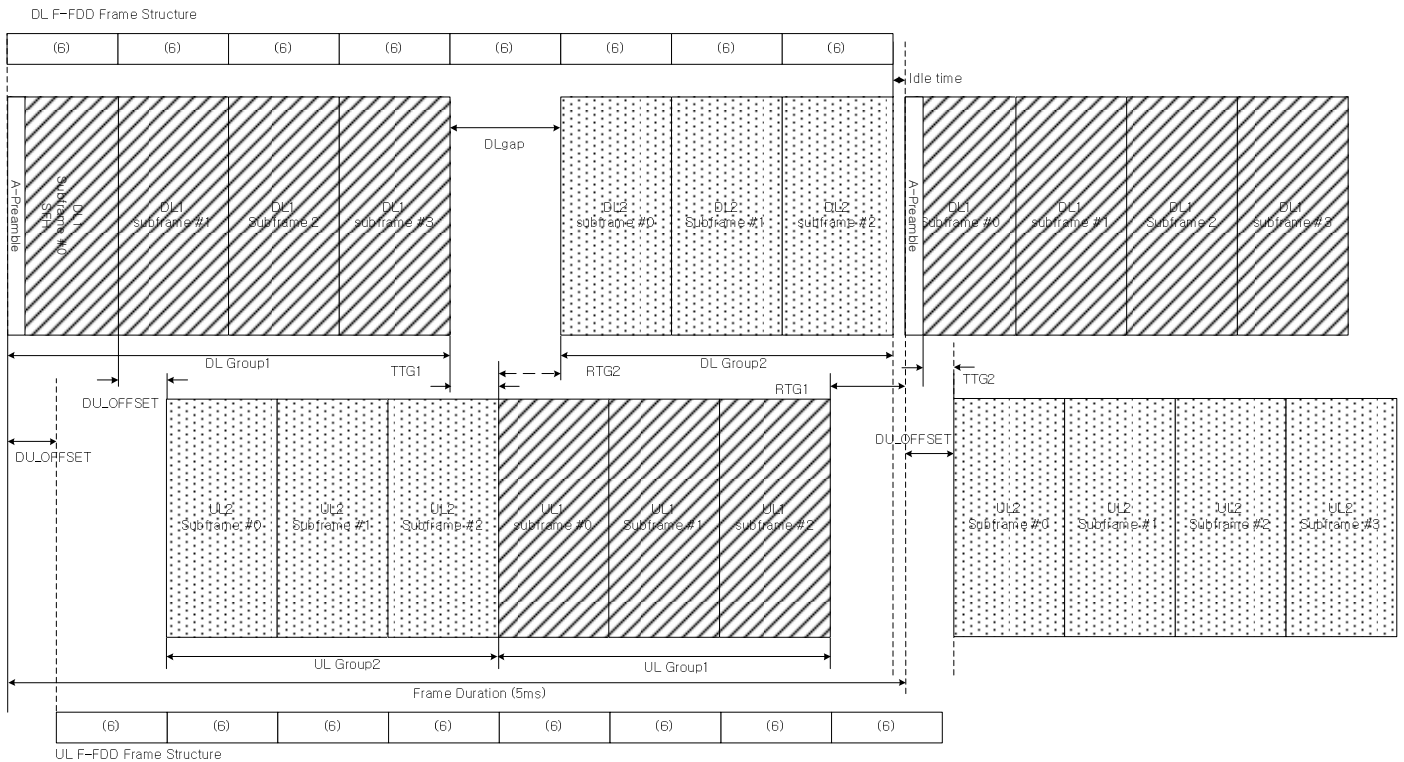 DL F-FDD Frame Structure
(6) (6) (6) (6) (6) (6) (6) (6)
Idle time
DLgap
A-Preamble
DL1
Subframe #0
SFH
DL1
subframe #1
DL1
Subframe 2
DL1
subframe #3
DL2
subframe #0
DL2
Subframe #1
DL2
subframe #2
A-Preamble
DL1
Subframe #0
DL1
subframe #1
DL1
Subframe 2
DL1
subframe #3
DL Group1
TTG1
RTG2
DL Group2
RTG1
TTG2
DU_OFFSET
DU_OFFSET
DU_OFFSET
UL2
Subframe #0
UL2
Subframe #1
UL2
Subframe #2
UL1
subframe #0
UL1
Subframe #1
UL1
subframe #2
UL2
Subframe #0
UL2
Subframe #1
UL2
Subframe #2
UL2
Subframe #3
UL Group2
UL Group1
Frame Duration (5ms)
(6) (6) (6) (6) (6) (6) (6) (6)
UL F-FDD Frame Structure